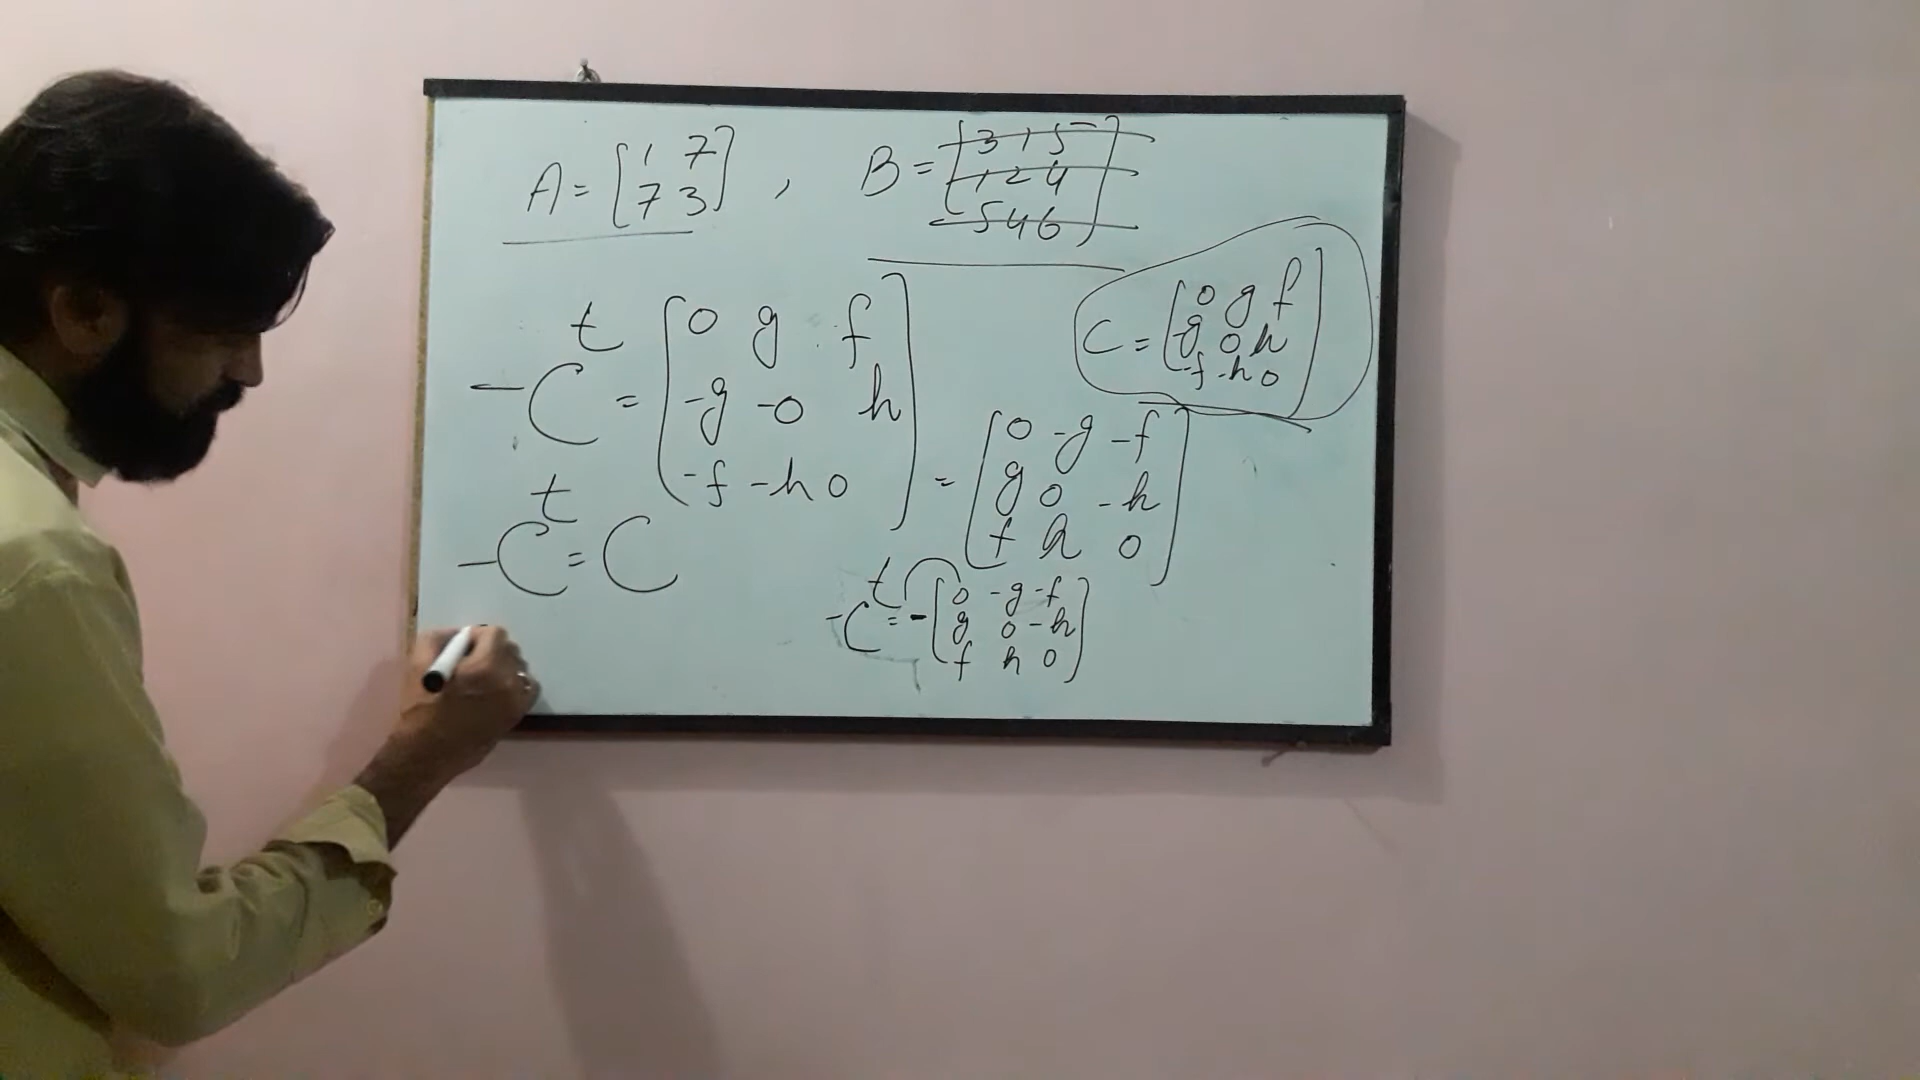 A = [1 7
7 3] , B = [3 1 5
1 2 4
5 4 6]
C = [0 g f
-g 0 h
-f -h 0]
-C^t = [0 g f
-g -0 h
-f -h 0]
= [0 -g -f
g 0 -h
f h 0]
-C^t = C
-C^t = -[0 -g -f
g 0 -h
f h 0]